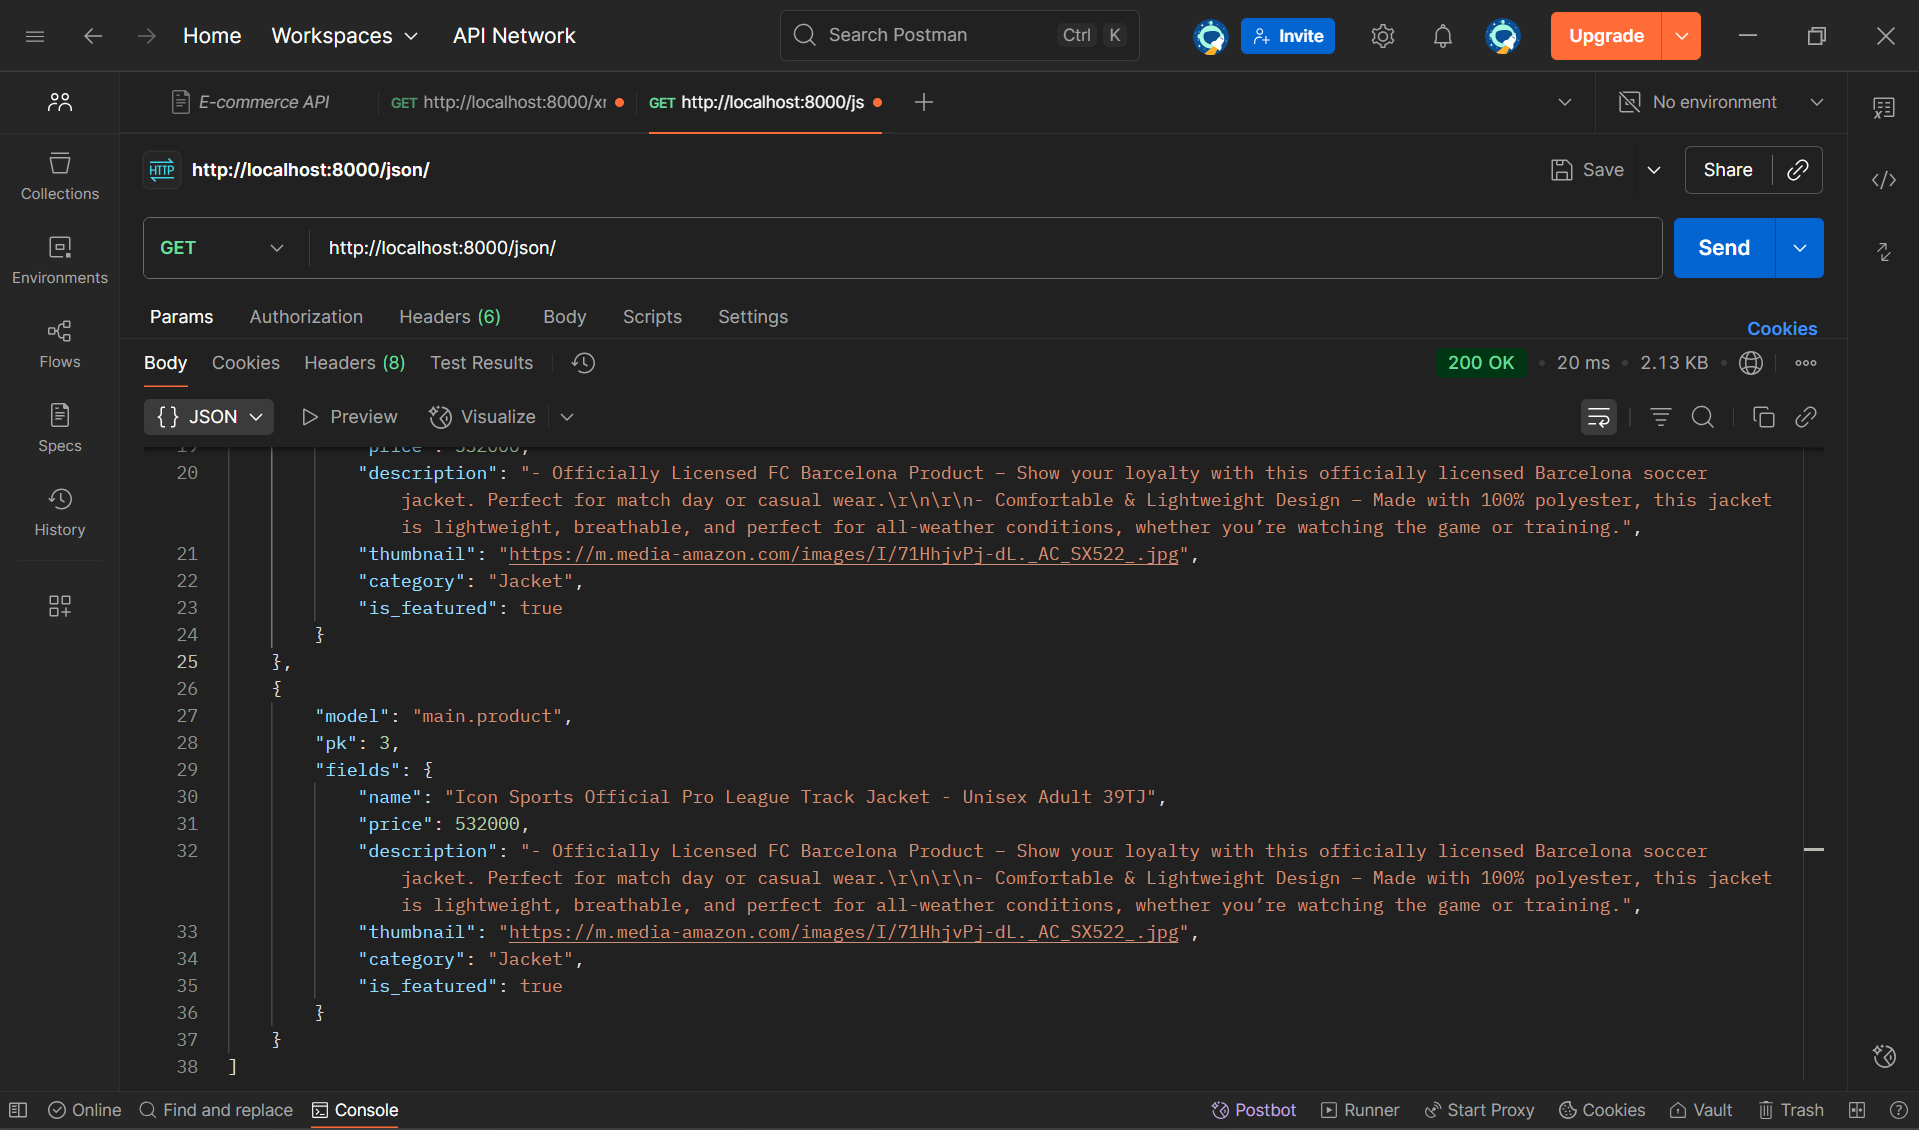 Home Workspaces API Network Search Postman Ctrl K Invite Upgrade
E-commerce API GET http://localhost:8000/xr GET http://localhost:8000/js No environment
HTTP http://localhost:8000/json/ Save Share
GET http://localhost:8000/json/ Send
Params Authorization Headers (6) Body Scripts Settings
Cookies
Body Cookies Headers (8) Test Results 200 OK • 20 ms • 2.13 KB •
{ } JSON Preview Visualize
19 "price": 532000,
20 "description": "- Officially Licensed FC Barcelona Product – Show your loyalty with this officially licensed Barcelona soccer
jacket. Perfect for match day or casual wear.\r\n\r\n- Comfortable & Lightweight Design – Made with 100% polyester, this jacket
is lightweight, breathable, and perfect for all-weather conditions, whether you’re watching the game or training.",
21 "thumbnail": "https://m.media-amazon.com/images/I/71HhjvPj-dL._AC_SX522_.jpg",
22 "category": "Jacket",
23 "is_featured": true
24 }
25 },
26 {
27 "model": "main.product",
28 "pk": 3,
29 "fields": {
30 "name": "Icon Sports Official Pro League Track Jacket - Unisex Adult 39TJ",
31 "price": 532000,
32 "description": "- Officially Licensed FC Barcelona Product – Show your loyalty with this officially licensed Barcelona soccer
jacket. Perfect for match day or casual wear.\r\n\r\n- Comfortable & Lightweight Design – Made with 100% polyester, this jacket
is lightweight, breathable, and perfect for all-weather conditions, whether you’re watching the game or training.",
33 "thumbnail": "https://m.media-amazon.com/images/I/71HhjvPj-dL._AC_SX522_.jpg",
34 "category": "Jacket",
35 "is_featured": true
36 }
37 }
38 ]
Collections
Environments
Flows
Specs
History
Online Find and replace Console Postbot Runner Start Proxy Cookies Vault Trash